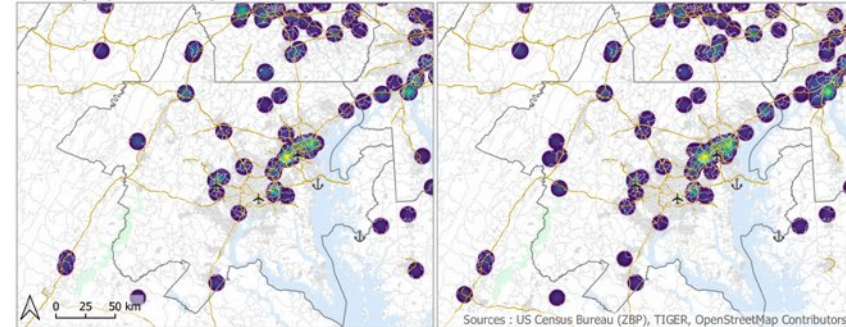 0 25 50 km
Sources : US Census Bureau (ZBP), TIGER, OpenStreetMap Contributors